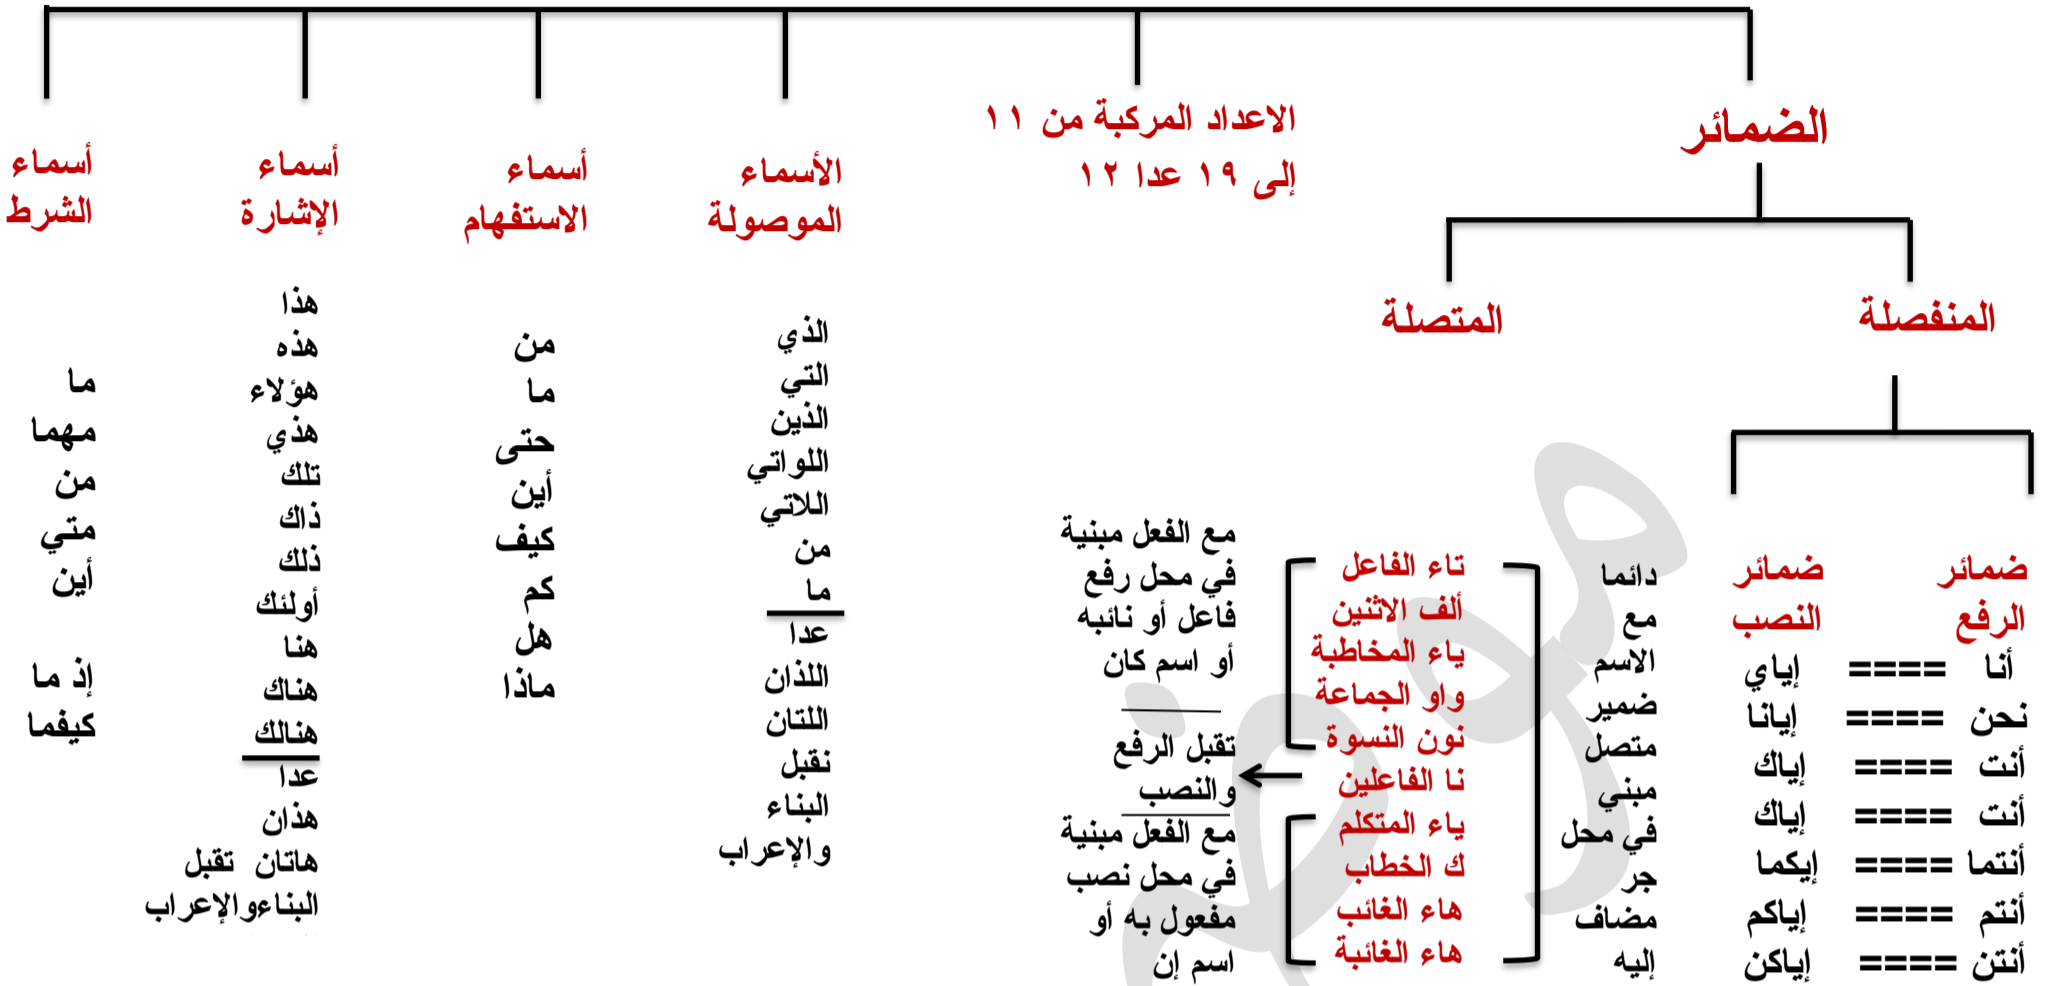 الضمائر
المنفصلة
ضمائر الرفع
ضمائر النصب
أنا ==== إياي
نحن ==== إيانا
أنت ==== إياك
أنت ==== إياك
أنتما ==== إيكما
أنتم ==== إياكم
أنتن ==== إياكن
المتصلة
دائما
مع
الاسم
ضمير
متصل
مبني
في محل
جر
مضاف
إليه
تاء الفاعل
ألف الاثنين
ياء المخاطبة
واو الجماعة
نون النسوة
نا الفاعلين
ياء المتكلم
ك الخطاب
هاء الغائب
هاء الغائبة
مع الفعل مبنية
في محل رفع
فاعل أو نائبه
أو اسم كان
تقبل الرفع
والنصب
مع الفعل مبنية
في محل نصب
مفعول به أو
اسم إن
الاعداد المركبة من ١١
إلى ١٩ عدا ١٢
الأسماء
الموصولة
الذي
التي
الذين
اللواتي
اللاتي
من
ما
عدا
اللذان
اللتان
نقبل
البناء
والإعراب
أسماء
الاستفهام
من
ما
حتى
أين
كيف
كم
هل
ماذا
أسماء
الإشارة
هذا
هذه
هؤلاء
هذي
تلك
ذاك
ذلك
أولئك
هنا
هناك
هنالك
عدا
هذان
هاتان تقبل
البناءوالإعراب
أسماء
الشرط
ما
مهما
من
متي
أين
إذ ما
كيفما